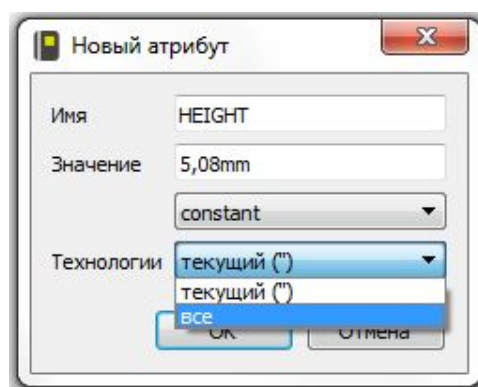 Новый атрибут
Имя HEIGHT
Значение 5,08mm
constant
Технологии текущий ('')
текущий ('')
все
OK Отмена